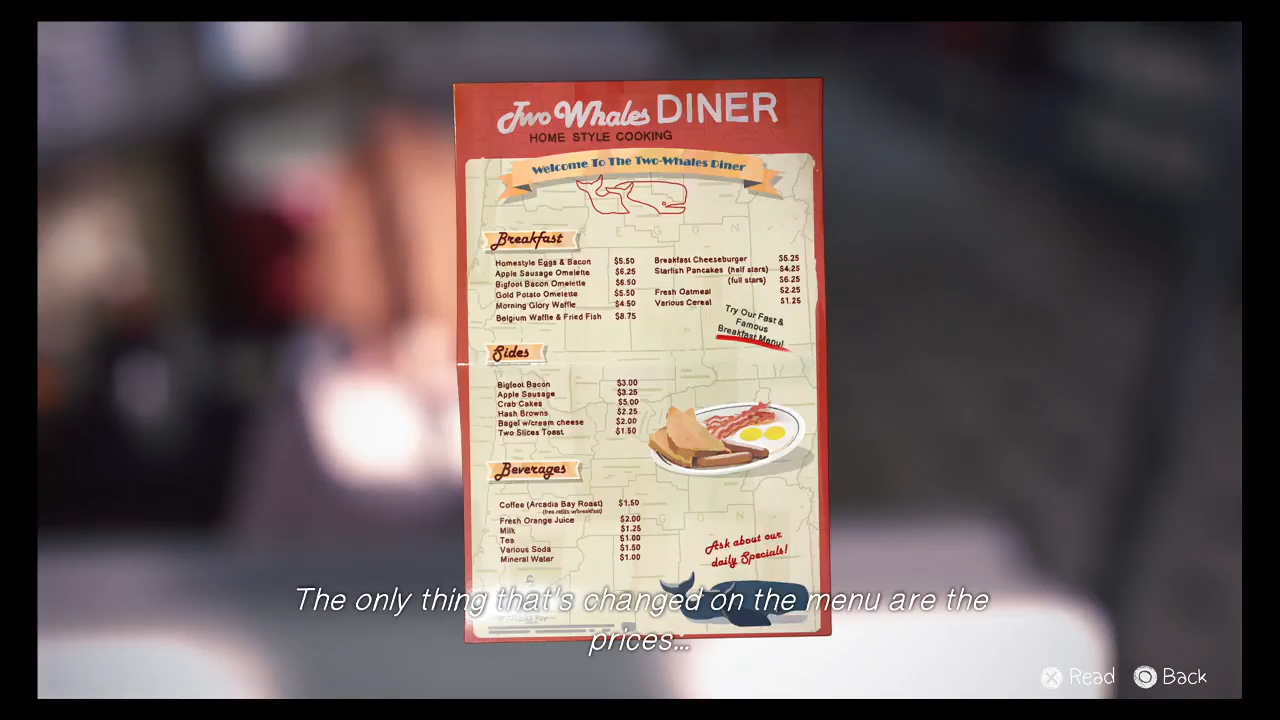 Two Whales DINER
HOME STYLE COOKING
Welcome To The Two-Whales Diner
Breakfast
Homestyle Eggs & Bacon $5.50
Apple Sausage Omelette $6.25
Bigfoot Bacon Omelette $6.50
Gold Potato Omelette $5.50
Morning Glory Waffle $4.50
Belgium Waffle & Fried Fish $8.75
Breakfast Cheeseburger $5.25
Starfish Pancakes (half stars) $4.25
(full stars) $6.25
Fresh Oatmeal $2.25
Various Cereal $1.25
Try Our Fast &
Famous
Breakfast Menu!
Sides
Bigfoot Bacon $3.00
Apple Sausage $3.25
Crab Cakes $5.00
Hash Browns $2.25
Bagel w/cream cheese $2.00
Two Slices Toast $1.50
Beverages
Coffee (Arcadia Bay Roast) $1.50
(free refills w/breakfast)
Fresh Orange Juice $2.00
Milk $1.25
Tea $1.00
Various Soda $1.50
Mineral Water $1.00
Ask about our
daily Specials!
The only thing that's changed on the menu are the
prices...
Read Back